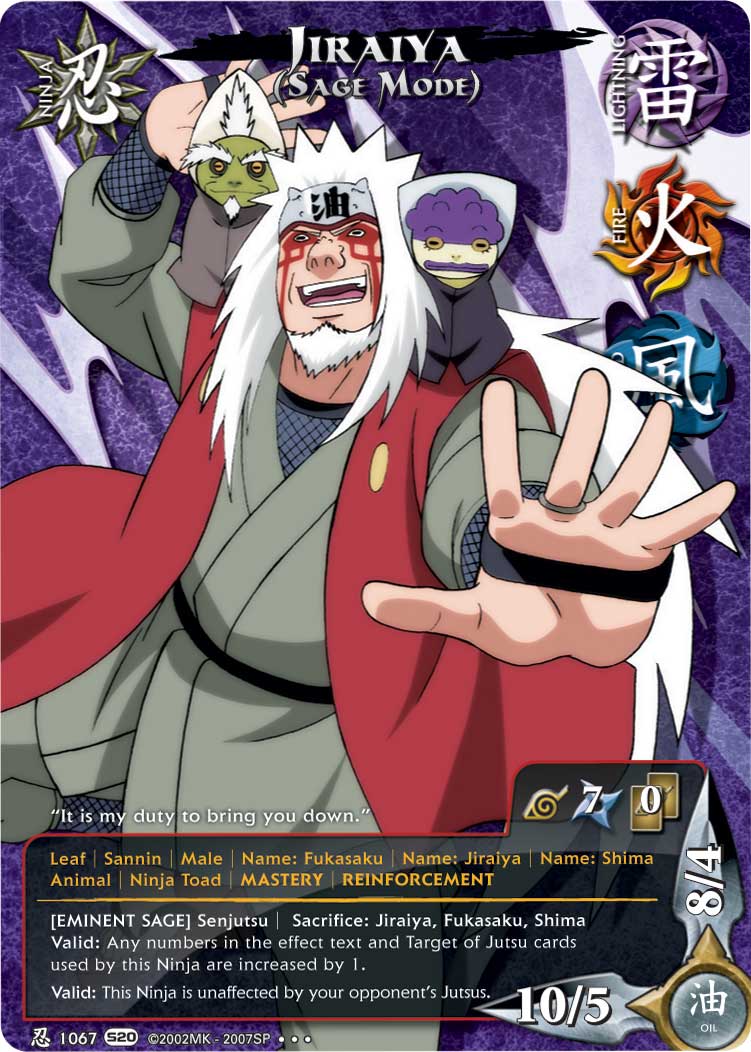 JIRAIYA
(SAGE MODE)
NINJA
忍
LIGHTNING
雷
FIRE
火
風
油
"It is my duty to bring you down."
7 0
Leaf | Sannin | Male | Name: Fukasaku | Name: Jiraiya | Name: Shima
Animal | Ninja Toad | MASTERY | REINFORCEMENT
[EMINENT SAGE] Senjutsu | Sacrifice: Jiraiya, Fukasaku, Shima
Valid: Any numbers in the effect text and Target of Jutsu cards
used by this Ninja are increased by 1.
Valid: This Ninja is unaffected by your opponent's Jutsus.
8/4
10/5
油
OIL
忍 1067 S20 ©2002MK - 2007SP